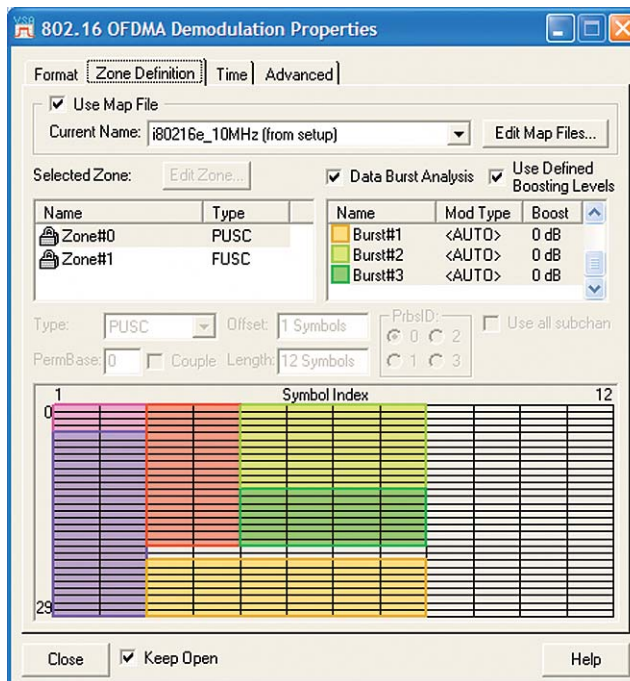 VSA 802.16 OFDMA Demodulation Properties
Format Zone Definition Time Advanced
Use Map File
Current Name: i80216e_10MHz (from setup) Edit Map Files...
Selected Zone: Edit Zone... Data Burst Analysis Use Defined Boosting Levels
Name Type
Zone#0 PUSC
Zone#1 FUSC
Name Mod Type Boost
Burst#1 <AUTO> 0 dB
Burst#2 <AUTO> 0 dB
Burst#3 <AUTO> 0 dB
Type: PUSC Offset: 1 Symbols PrbsID: 0 2 Use all subchan
PermBase: 0 Couple Length: 12 Symbols 1 3
1 Symbol Index 12
0
29
Close Keep Open Help